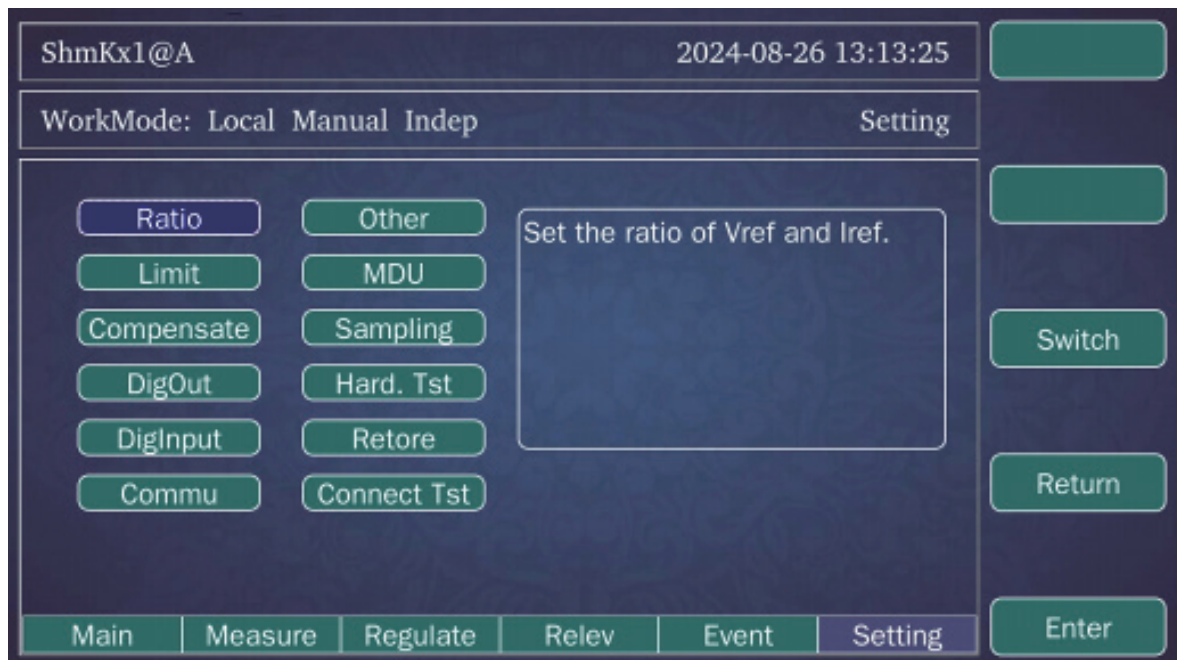 ShmKx1@A 2024-08-26 13:13:25
WorkMode: Local Manual Indep Setting
Ratio Other
Set the ratio of Vref and Iref.
Limit MDU
Compensate Sampling
Switch
DigOut Hard. Tst
DigInput Retore
Commu Connect Tst
Return
Main Measure Regulate Relev Event Setting
Enter